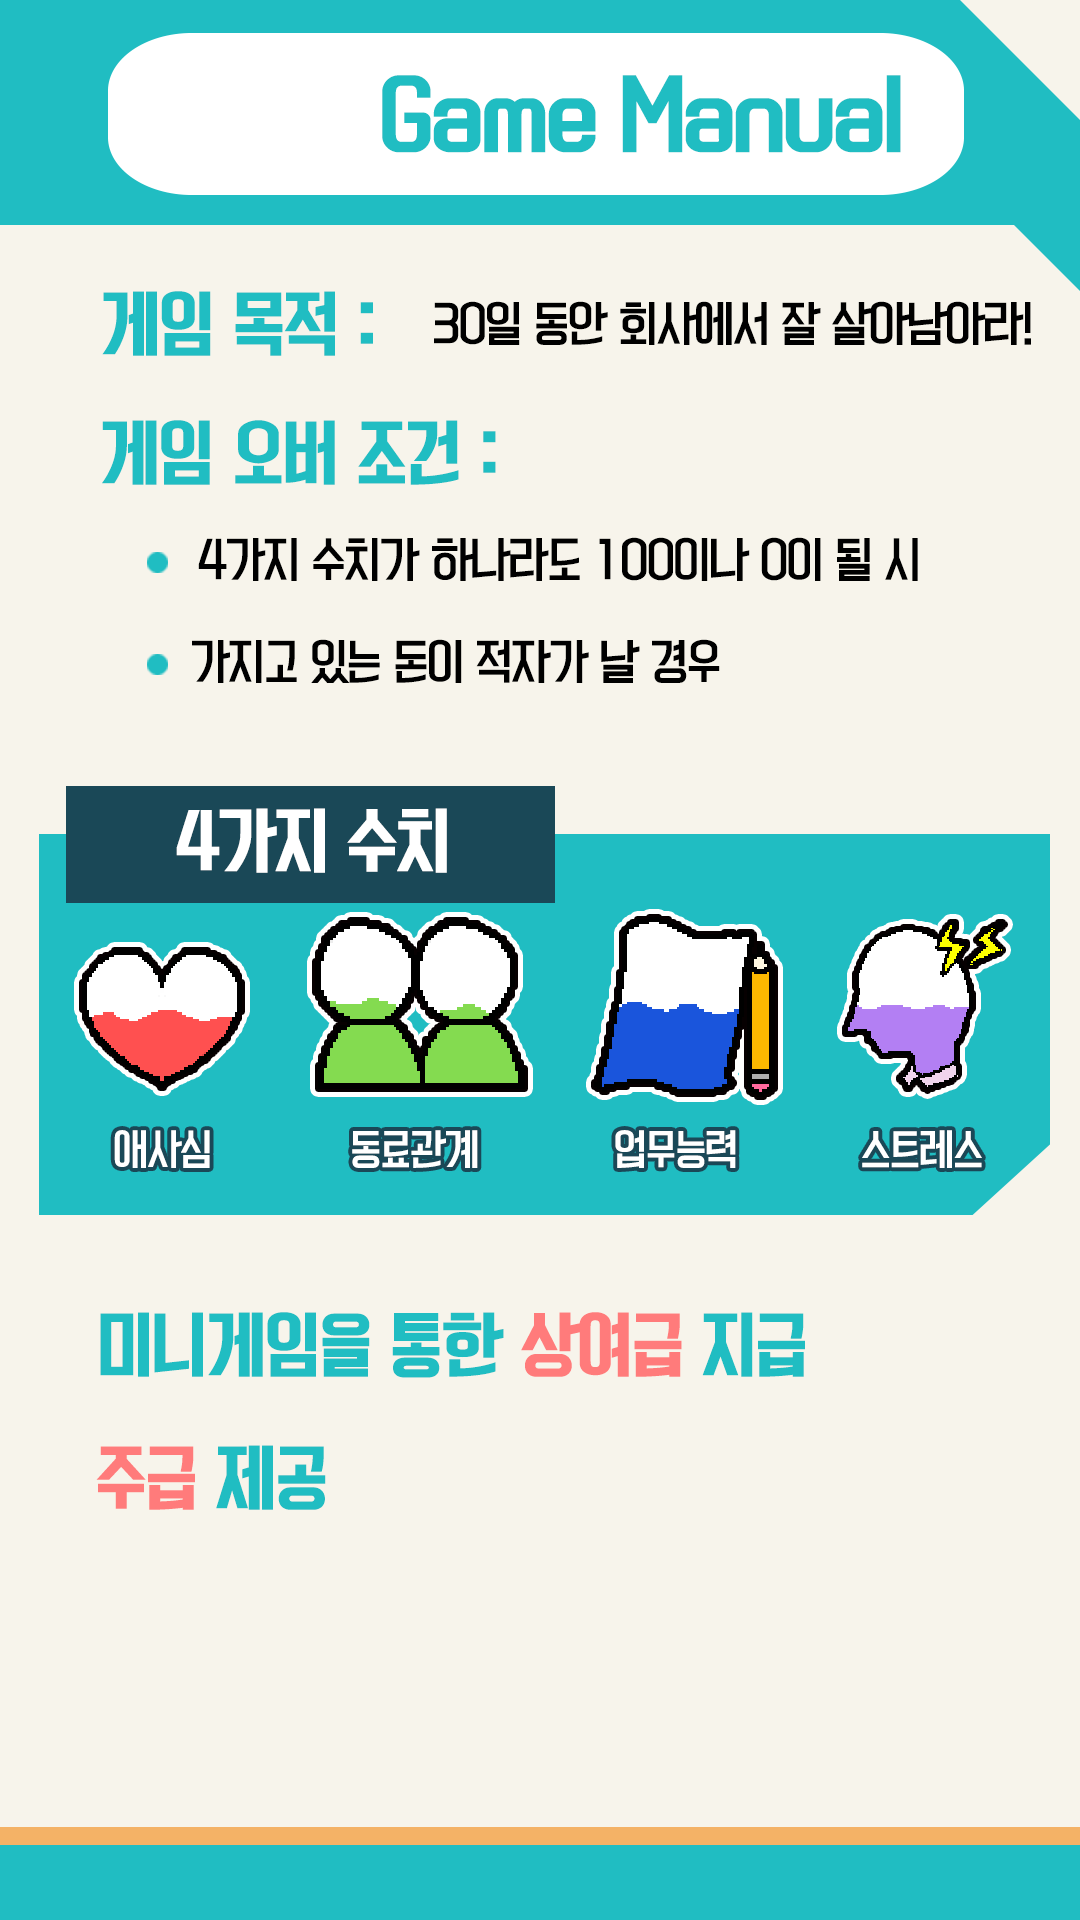 Game Manual
게임 목적 : 30일 동안 회사에서 잘 살아남아라!
게임 오버 조건 :
4가지 수치가 하나라도 100이나 0이 될 시
가지고 있는 돈이 적자가 날 경우
4가지 수치
애사심 동료관계 업무능력 스트레스
미니게임을 통한 상여급 지급
주급 제공